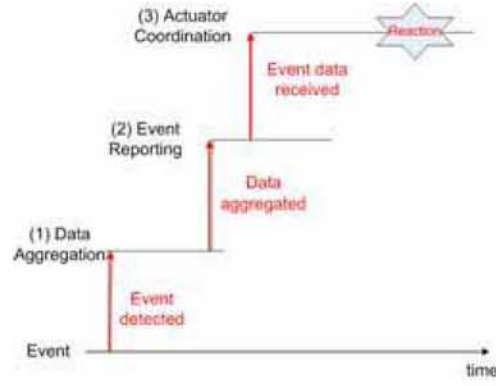 (3) Actuator
Coordination
Reaction
Event data
received
(2) Event
Reporting
Data
aggregated
(1) Data
Aggregation
Event
detected
Event
time